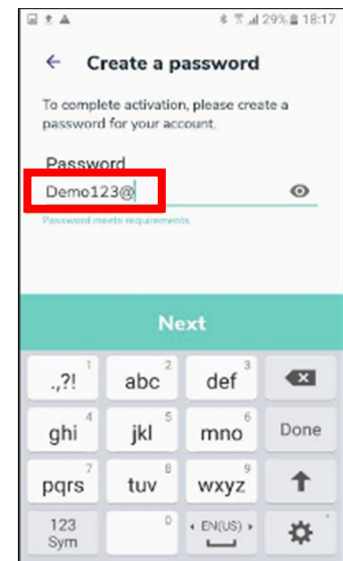 29% 18:17
← Create a password
To complete activation, please create a
password for your account.
Password
Demo123@
Password meets requirements
Next
.,?! 1 abc 2 def 3
ghi 4 jkl 5 mno 6 Done
pqrs 7 tuv 8 wxyz 9
123 0 EN(US)
Sym